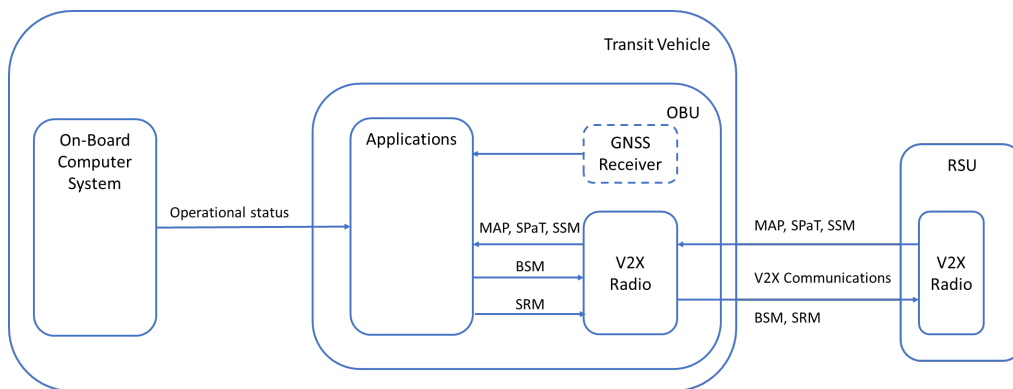 Transit Vehicle
OBU
On-Board
Computer
System
Operational status
Applications
GNSS
Receiver
MAP, SPaT, SSM
BSM
SRM
V2X
Radio
MAP, SPaT, SSM
V2X Communications
BSM, SRM
RSU
V2X
Radio